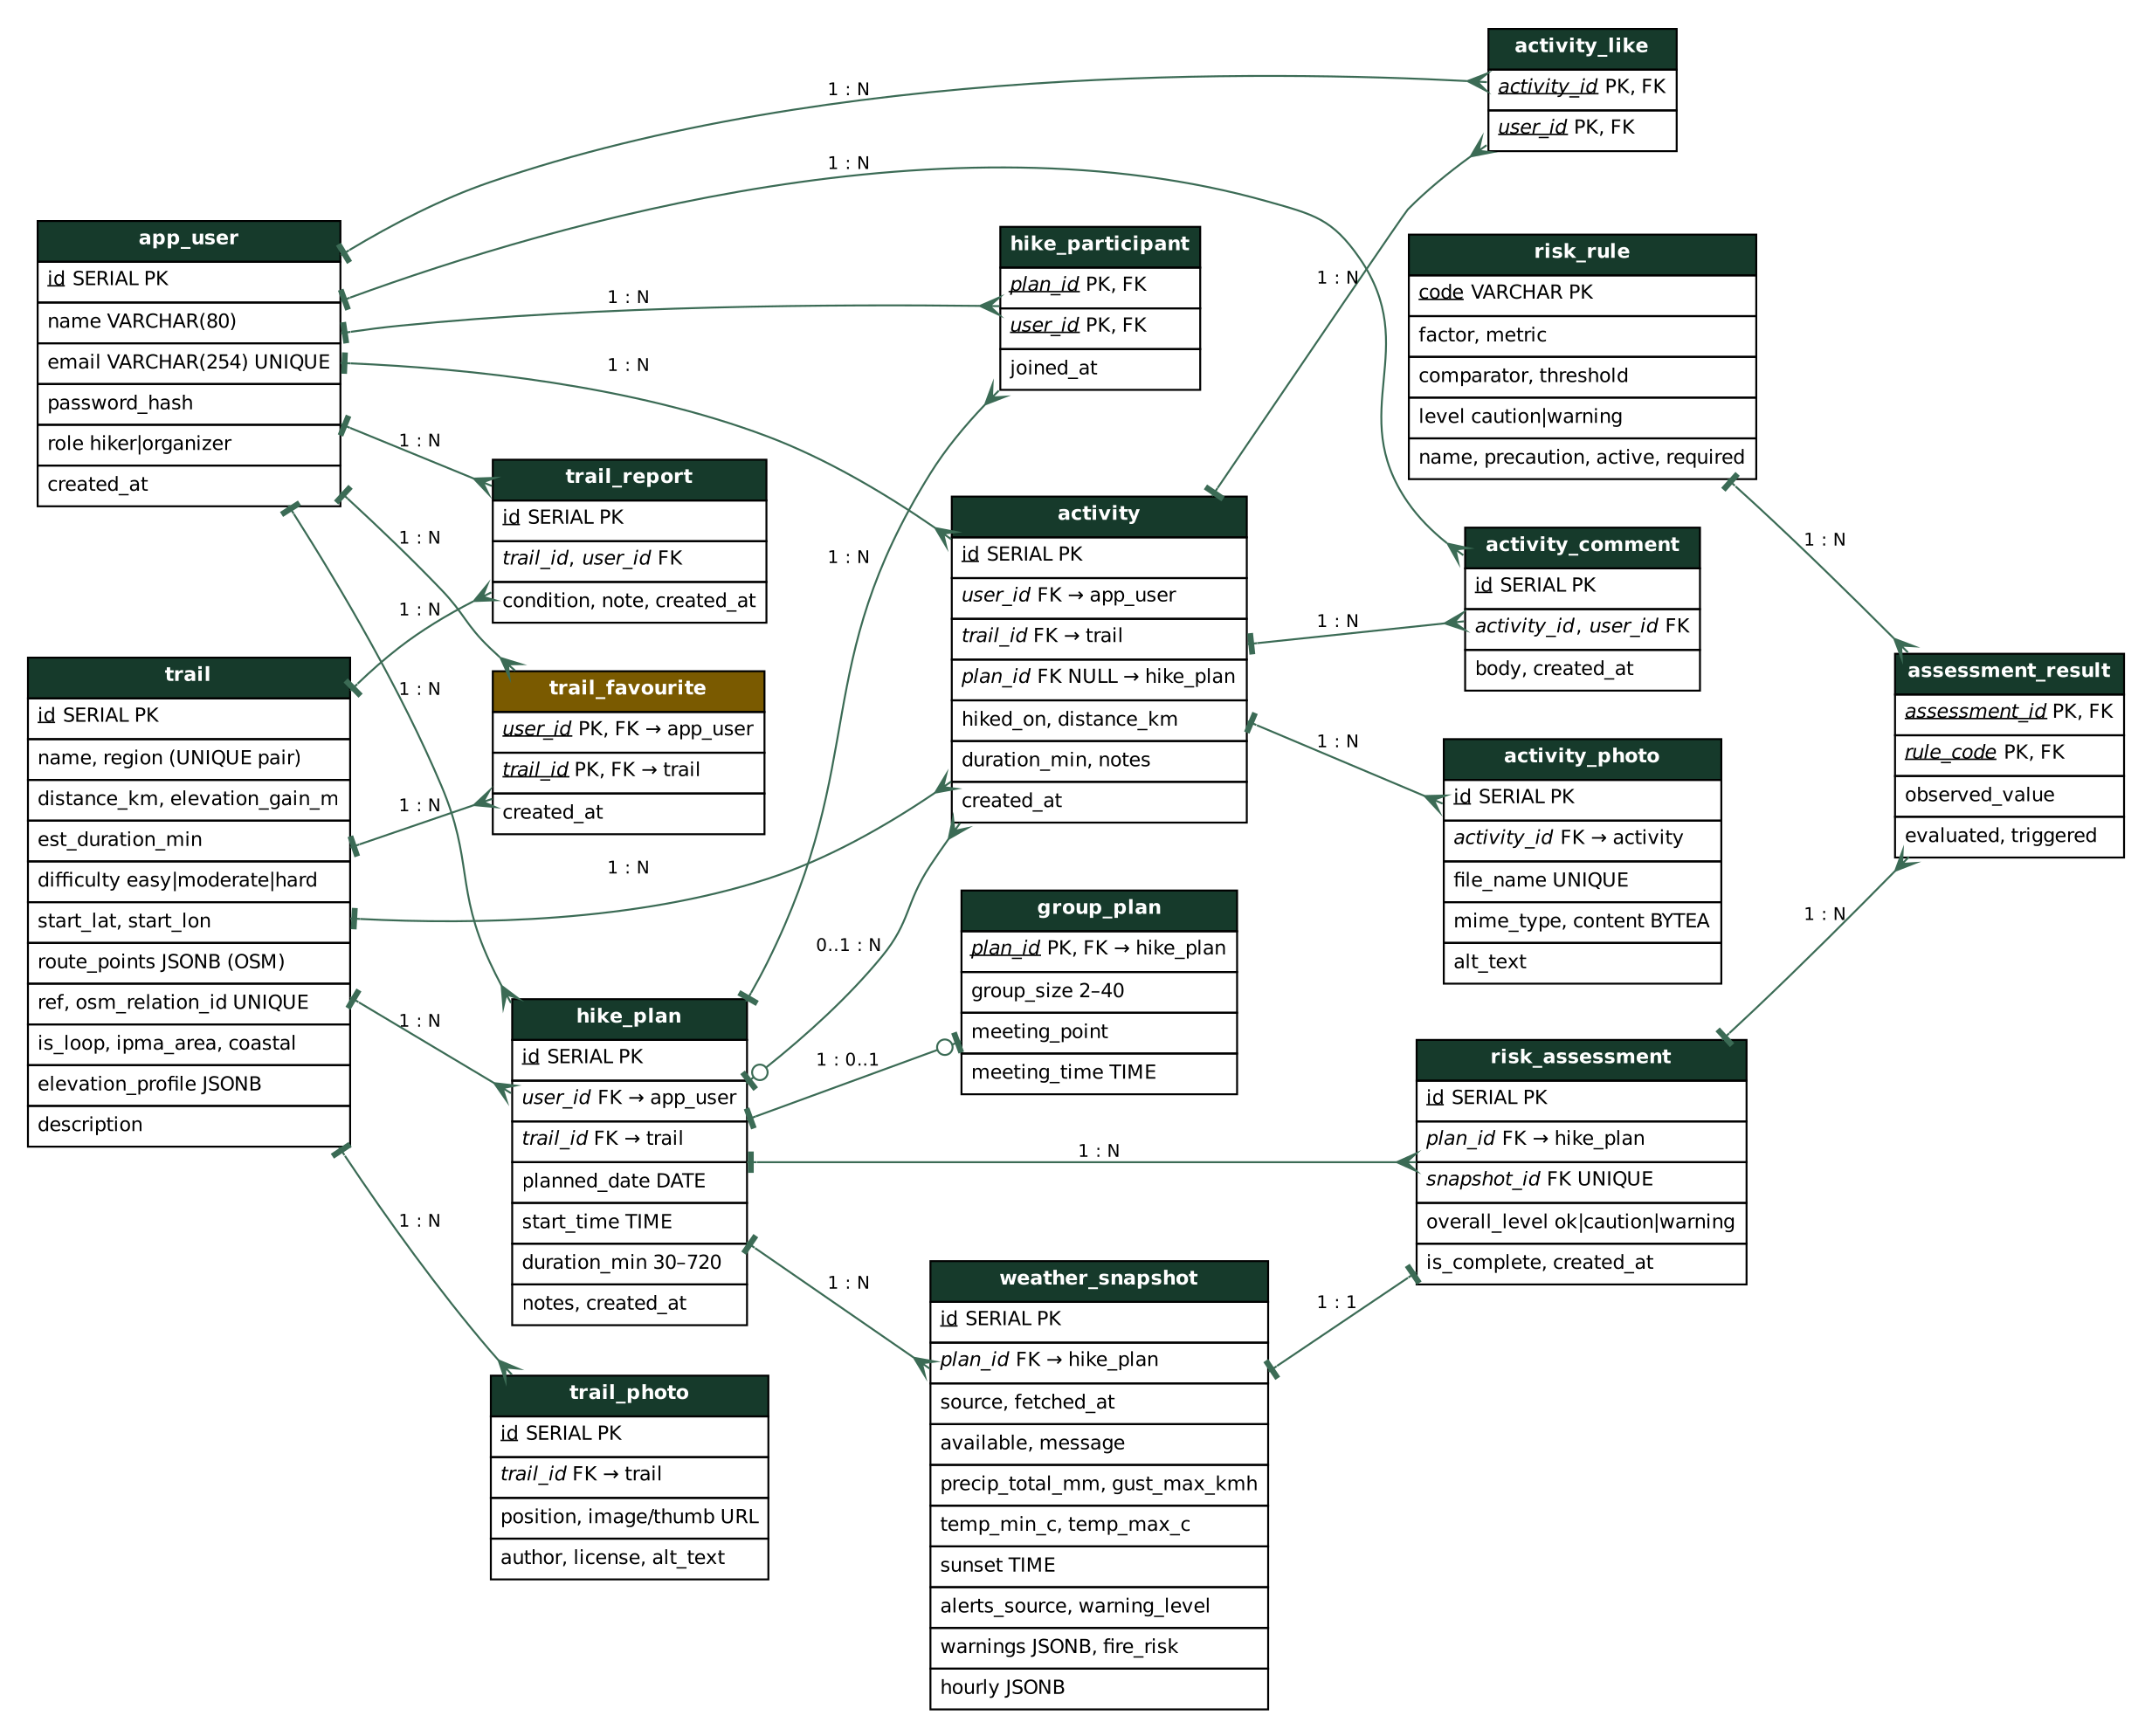 activity_like
activity_id PK, FK
user_id PK, FK
1 : N
1 : N
app_user
id SERIAL PK
name VARCHAR(80)
email VARCHAR(254) UNIQUE
password_hash
role hiker|organizer
created_at
hike_participant
plan_id PK, FK
user_id PK, FK
joined_at
risk_rule
code VARCHAR PK
factor, metric
comparator, threshold
level caution|warning
name, precaution, active, required
1 : N
1 : N
1 : N
1 : N
trail_report
id SERIAL PK
trail_id, user_id FK
condition, note, created_at
1 : N
1 : N
1 : N
1 : N
activity
id SERIAL PK
user_id FK → app_user
trail_id FK → trail
plan_id FK NULL → hike_plan
hiked_on, distance_km
duration_min, notes
created_at
activity_comment
id SERIAL PK
activity_id, user_id FK
body, created_at
1 : N
1 : N
assessment_result
assessment_id PK, FK
rule_code PK, FK
observed_value
evaluated, triggered
trail
id SERIAL PK
name, region (UNIQUE pair)
distance_km, elevation_gain_m
est_duration_min
difficulty easy|moderate|hard
start_lat, start_lon
route_points JSONB (OSM)
ref, osm_relation_id UNIQUE
is_loop, ipma_area, coastal
elevation_profile JSONB
description
trail_favourite
user_id PK, FK → app_user
trail_id PK, FK → trail
created_at
1 : N
1 : N
1 : N
1 : N
activity_photo
id SERIAL PK
activity_id FK → activity
file_name UNIQUE
mime_type, content BYTEA
alt_text
group_plan
plan_id PK, FK → hike_plan
group_size 2–40
meeting_point
meeting_time TIME
0..1 : N
1 : N
1 : N
hike_plan
id SERIAL PK
user_id FK → app_user
trail_id FK → trail
planned_date DATE
start_time TIME
duration_min 30–720
notes, created_at
1 : 0..1
1 : N
risk_assessment
id SERIAL PK
plan_id FK → hike_plan
snapshot_id FK UNIQUE
overall_level ok|caution|warning
is_complete, created_at
1 : N
1 : N
1 : 1
weather_snapshot
id SERIAL PK
plan_id FK → hike_plan
source, fetched_at
available, message
precip_total_mm, gust_max_kmh
temp_min_c, temp_max_c
sunset TIME
alerts_source, warning_level
warnings JSONB, fire_risk
hourly JSONB
trail_photo
id SERIAL PK
trail_id FK → trail
position, image/thumb URL
author, license, alt_text